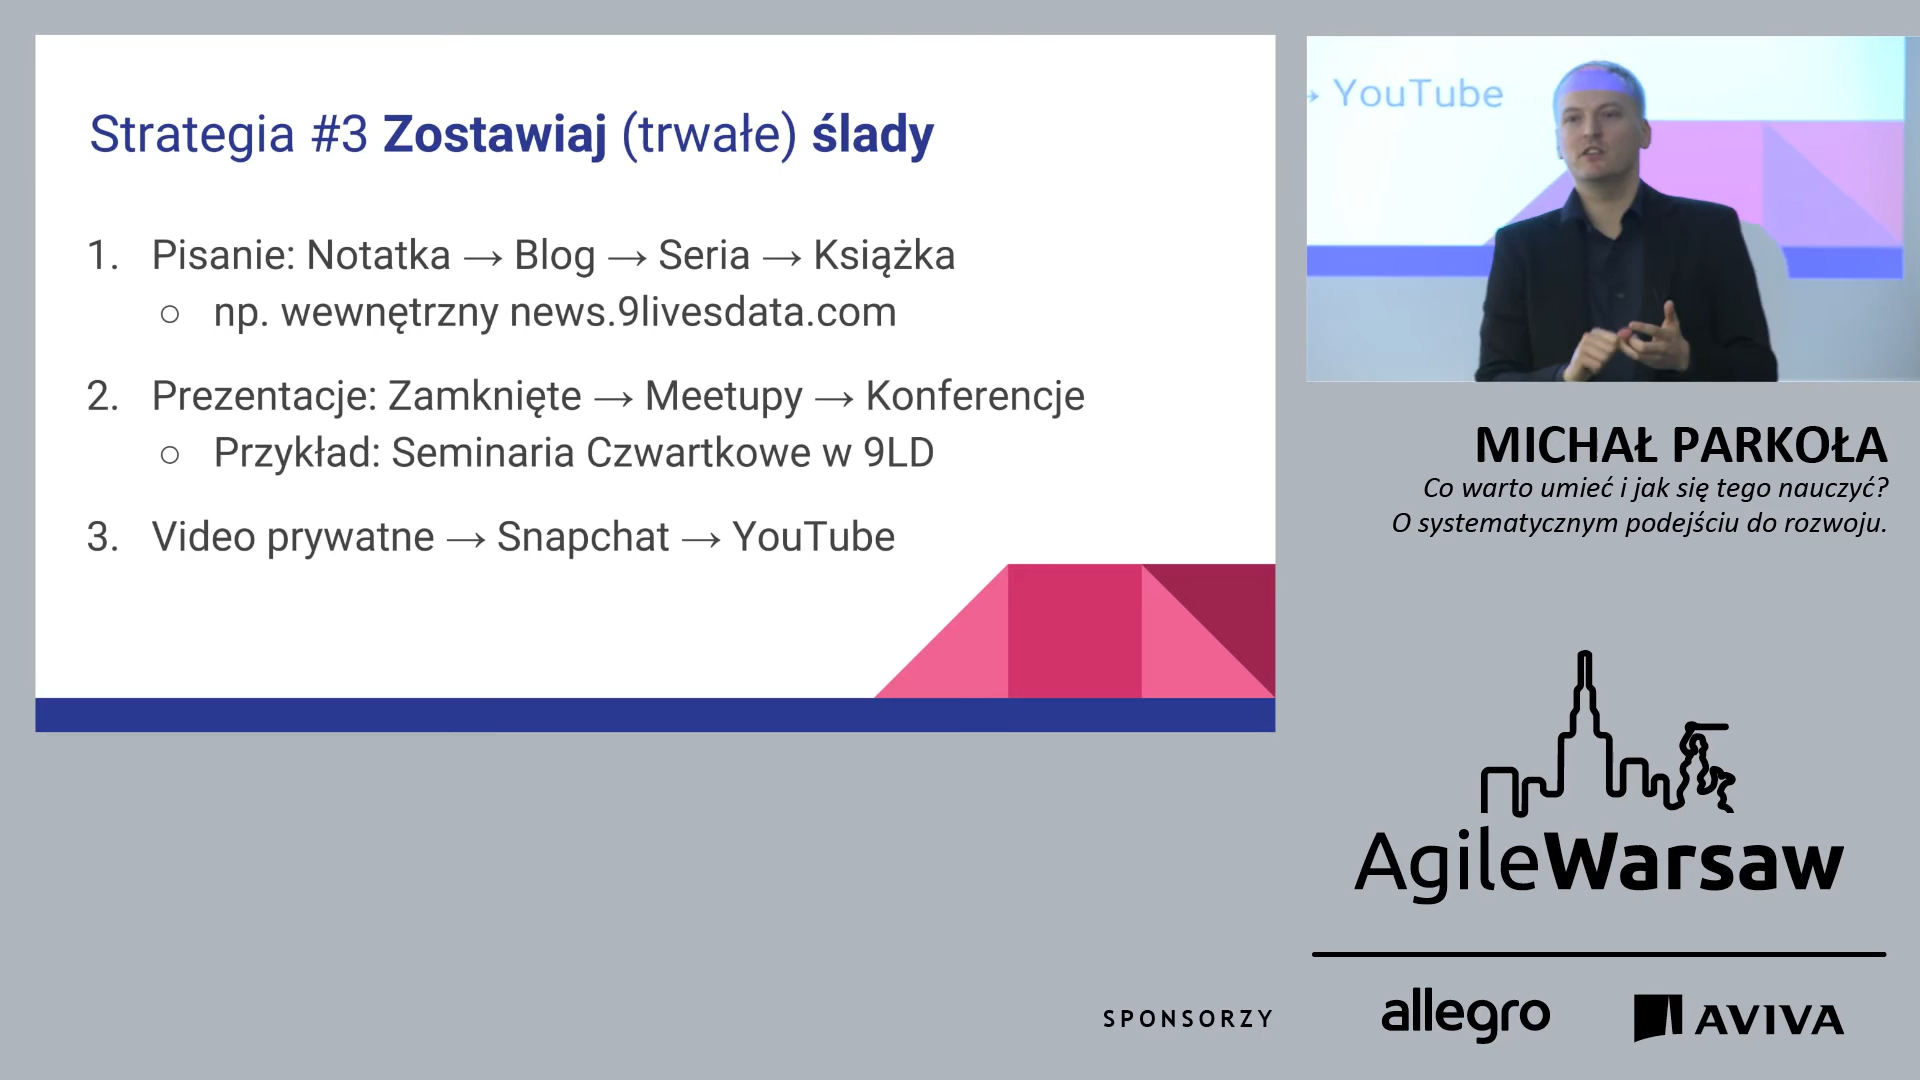 Strategia #3 Zostawiaj (trwałe) ślady
1. Pisanie: Notatka → Blog → Seria → Książka
○ np. wewnętrzny news.9livesdata.com
2. Prezentacje: Zamknięte → Meetupy → Konferencje
○ Przykład: Seminaria Czwartkowe w 9LD
3. Video prywatne → Snapchat → YouTube
→ YouTube
MICHAŁ PARKOŁA
Co warto umieć i jak się tego nauczyć?
O systematycznym podejściu do rozwoju.
AgileWarsaw
SPONSORZY
allegro
AVIVA